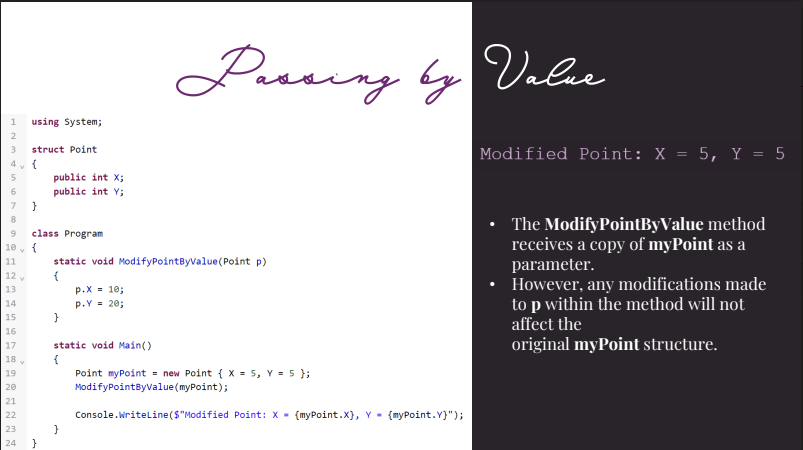 Passing by Value
1 using System;
2
3 struct Point
4 {
5     public int X;
6     public int Y;
7 }
8
9 class Program
10 {
11     static void ModifyPointByValue(Point p)
12     {
13         p.X = 10;
14         p.Y = 20;
15     }
16
17     static void Main()
18     {
19         Point myPoint = new Point { X = 5, Y = 5 };
20         ModifyPointByValue(myPoint);
21
22         Console.WriteLine($"Modified Point: X = {myPoint.X}, Y = {myPoint.Y}");
23     }
24 }
Modified Point: X = 5, Y = 5
• The ModifyPointByValue method
receives a copy of myPoint as a
parameter.
• However, any modifications made
to p within the method will not
affect the
original myPoint structure.